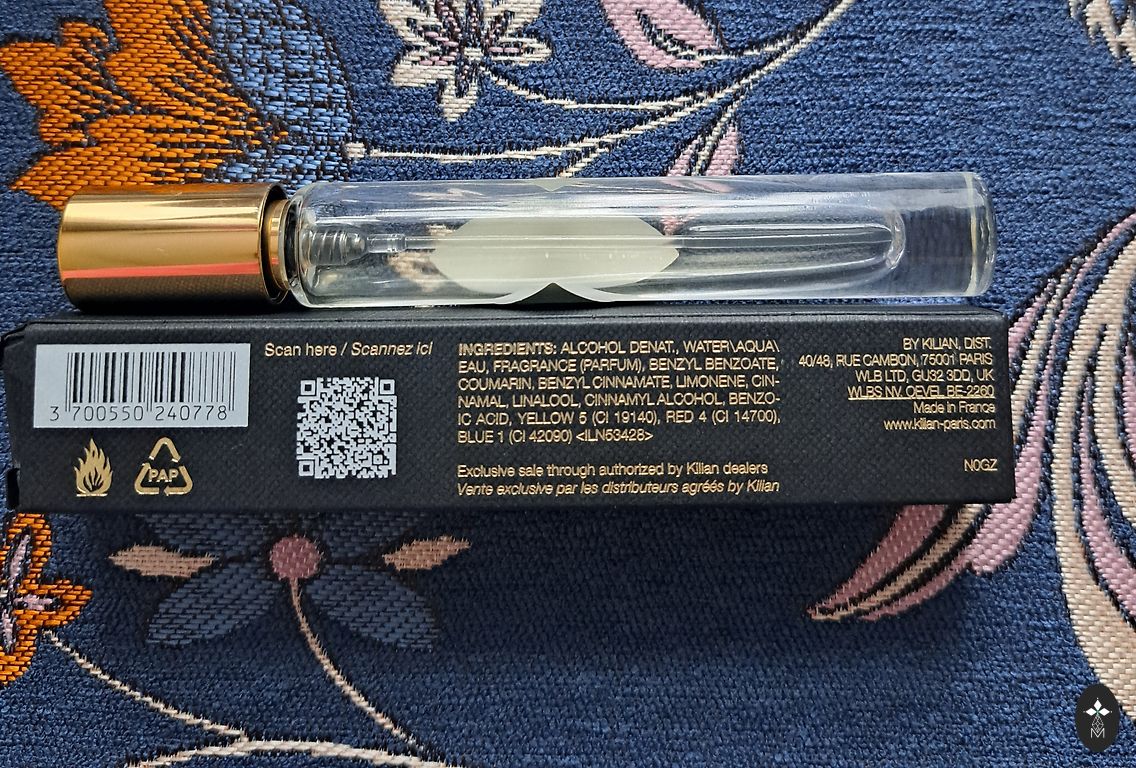 3 700550 240778
PAP
Scan here / Scannez ici
INGREDIENTS: ALCOHOL DENAT., WATER\AQUA\
EAU, FRAGRANCE (PARFUM), BENZYL BENZOATE,
COUMARIN, BENZYL CINNAMATE, LIMONENE, CIN-
NAMAL, LINALOOL, CINNAMYL ALCOHOL, BENZO-
IC ACID, YELLOW 5 (CI 19140), RED 4 (CI 14700),
BLUE 1 (CI 42090) <ILN53428>
Exclusive sale through authorized by Kilian dealers
Vente exclusive par les distributeurs agréés by Kilian
BY KILIAN, DIST.
40/48, RUE CAMBON, 75001 PARIS
WLB LTD, GU32 3DD, UK
WLBS NV, OEVEL BE-2260
Made in France
www.kilian-paris.com
N0GZ
M